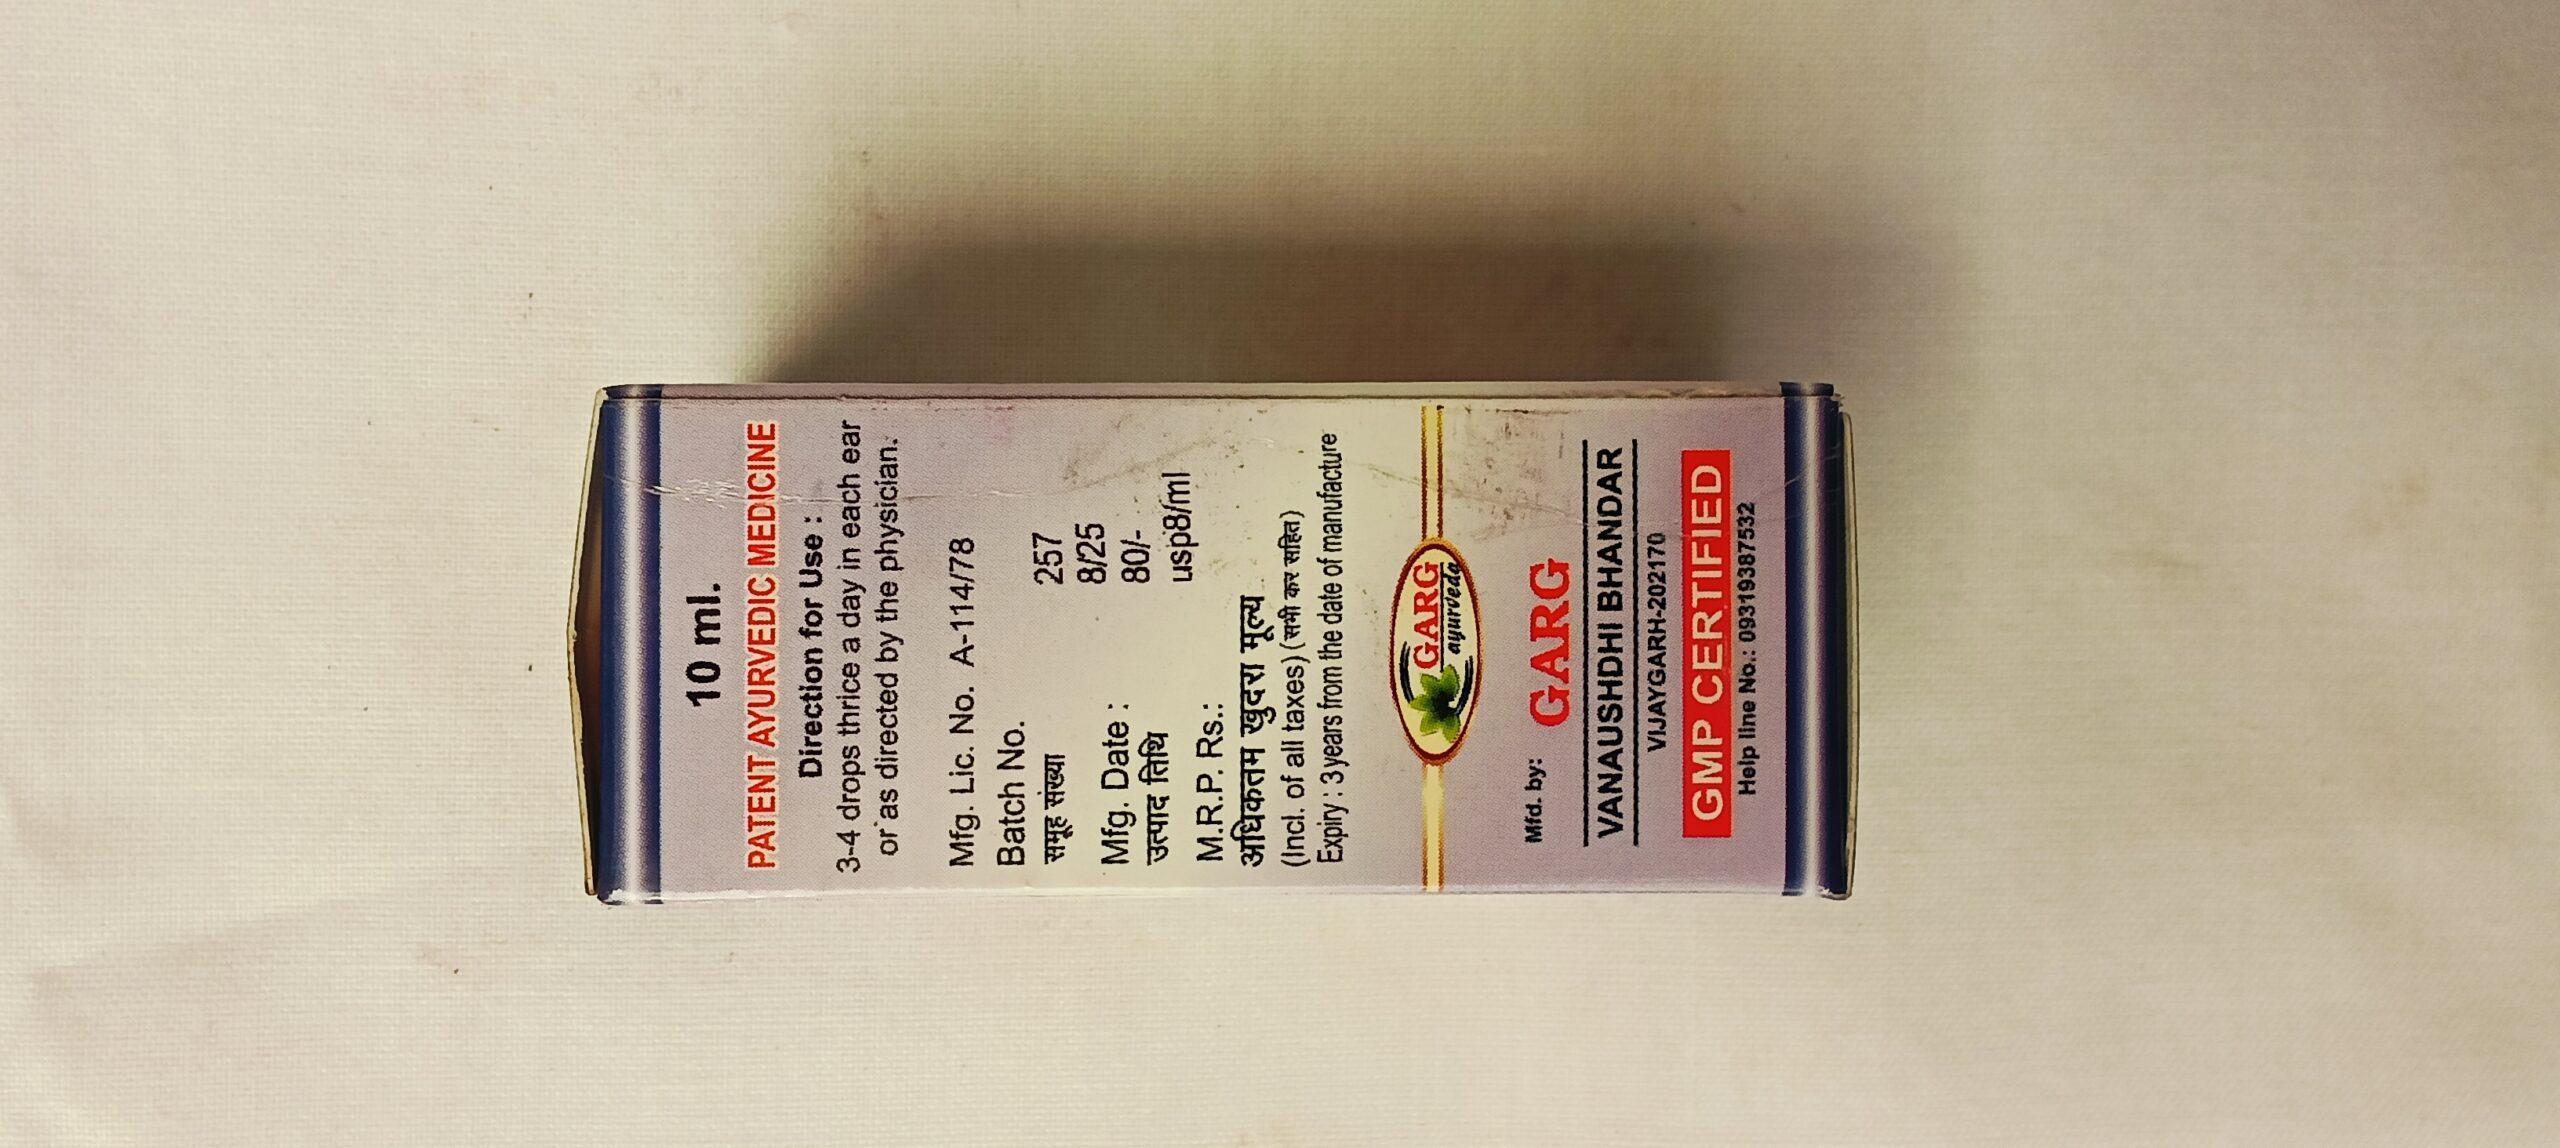 10 ml.
PATENT AYURVEDIC MEDICINE
Direction for Use :
3-4 drops thrice a day in each ear
or as directed by the physician.
Mfg. Lic. No. A-114/78
Batch No. 257
समूह संख्या
Mfg. Date : 8/25
उत्पाद तिथि 80/-
M.R.P. Rs.: usp8/ml
अधिकतम खुदरा मूल्य
(Incl. of all taxes) (सभी कर सहित)
Expiry : 3 years from the date of manufacture
GARG
ayurveda
Mfd. by: GARG
VANAUSHDHI BHANDAR
VIJAYGARH-202170
GMP CERTIFIED
Help line No.: 09319387532